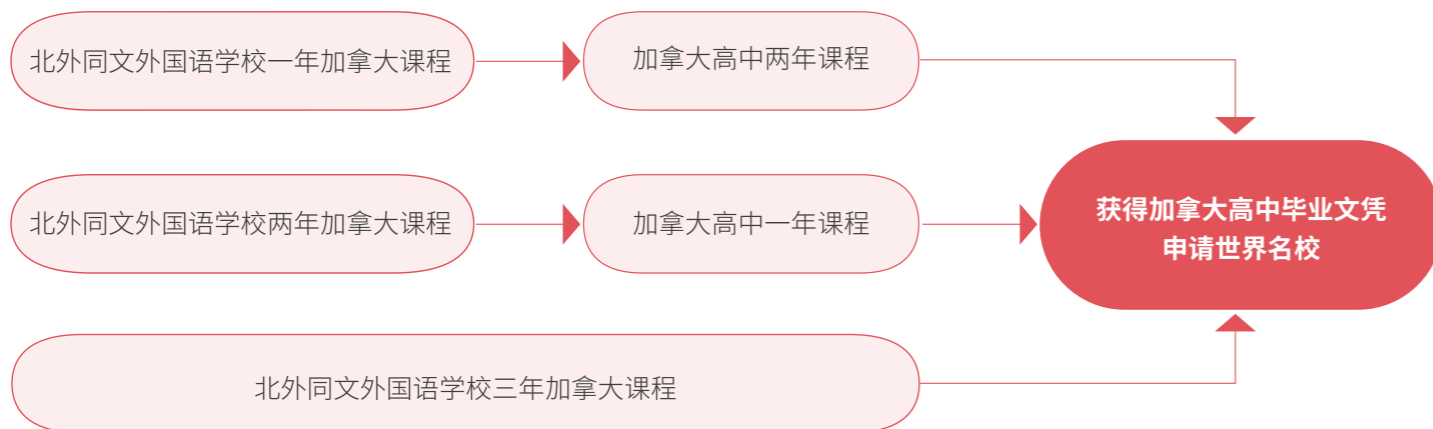 北外同文外国语学校一年加拿大课程
加拿大高中两年课程
北外同文外国语学校两年加拿大课程
加拿大高中一年课程
获得加拿大高中毕业文凭
申请世界名校
北外同文外国语学校三年加拿大课程